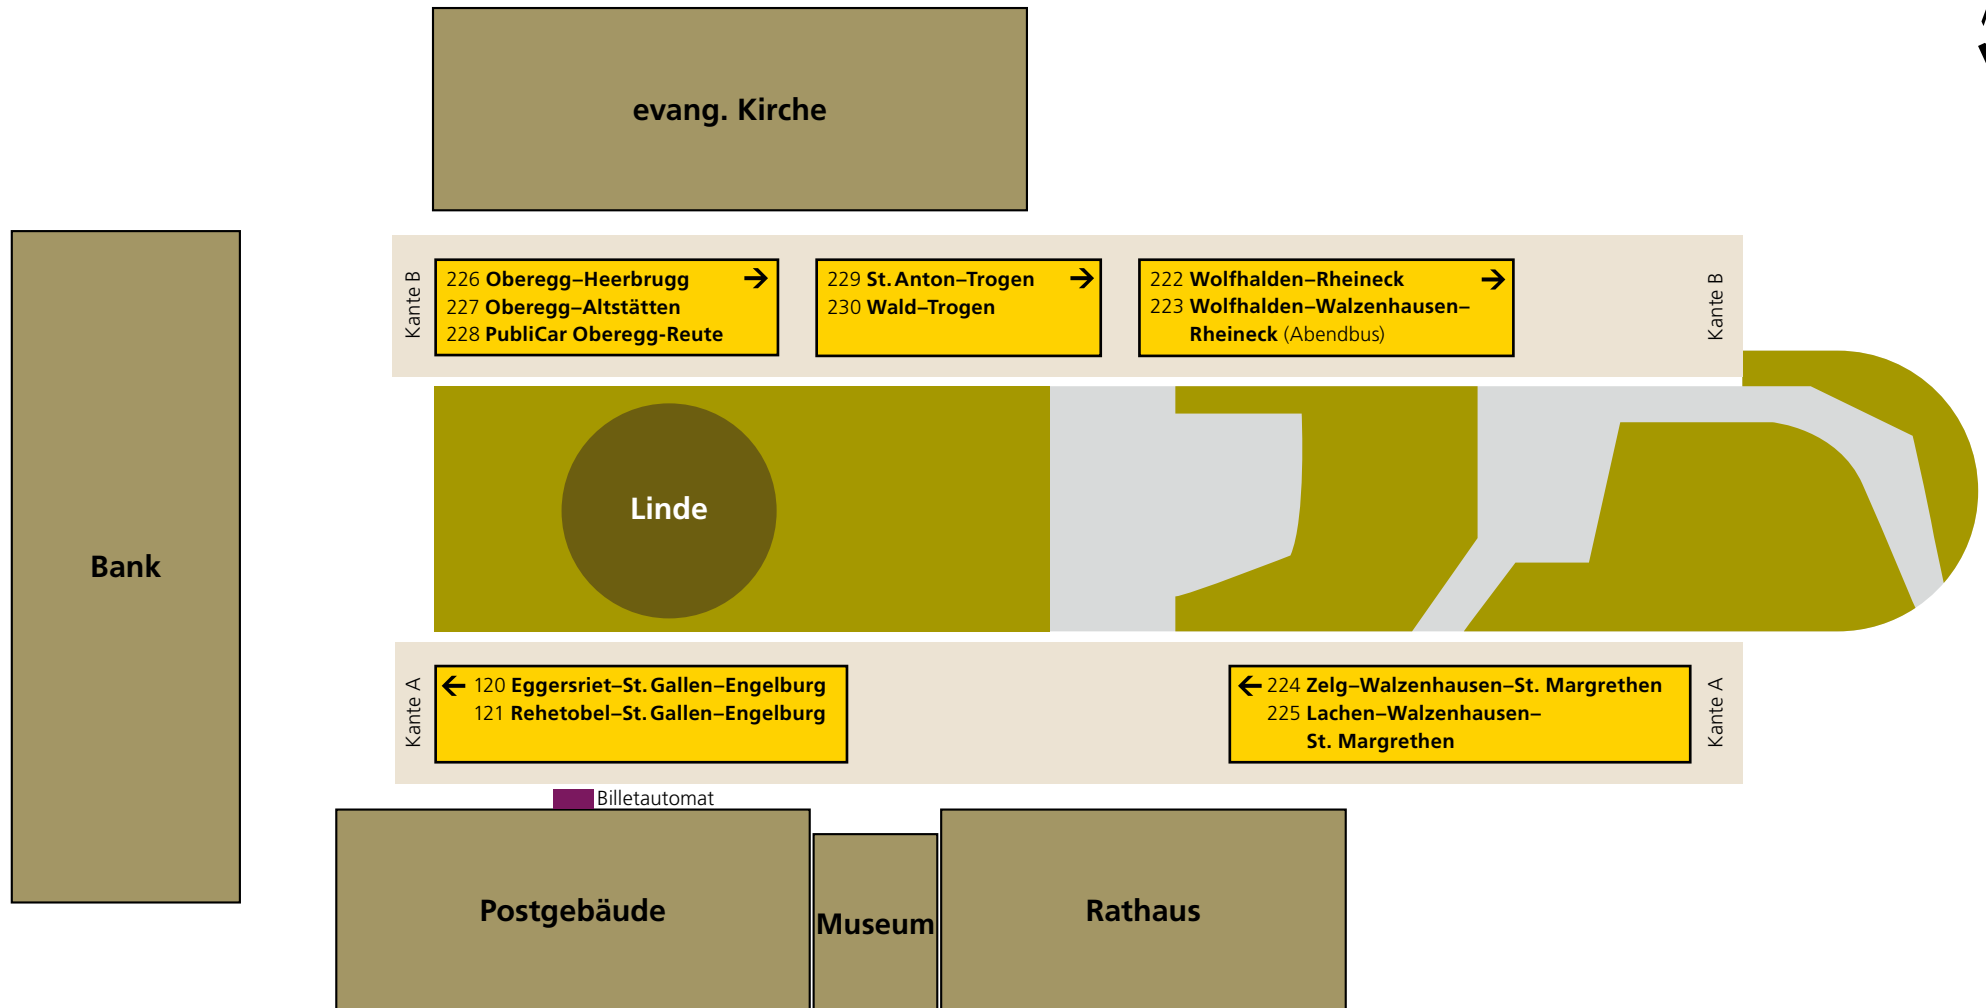 evang. Kirche
Kante B
226 Oberegg–Heerbrugg →
227 Oberegg–Altstätten
228 PubliCar Oberegg-Reute
229 St. Anton–Trogen →
230 Wald–Trogen
222 Wolfhalden–Rheineck →
223 Wolfhalden–Walzenhausen–
Rheineck (Abendbus)
Kante B
Linde
Bank
Kante A
← 120 Eggersriet–St. Gallen–Engelburg
121 Rehetobel–St. Gallen–Engelburg
← 224 Zelg–Walzenhausen–St. Margrethen
225 Lachen–Walzenhausen–
St. Margrethen
Kante A
Billetautomat
Postgebäude
Museum
Rathaus